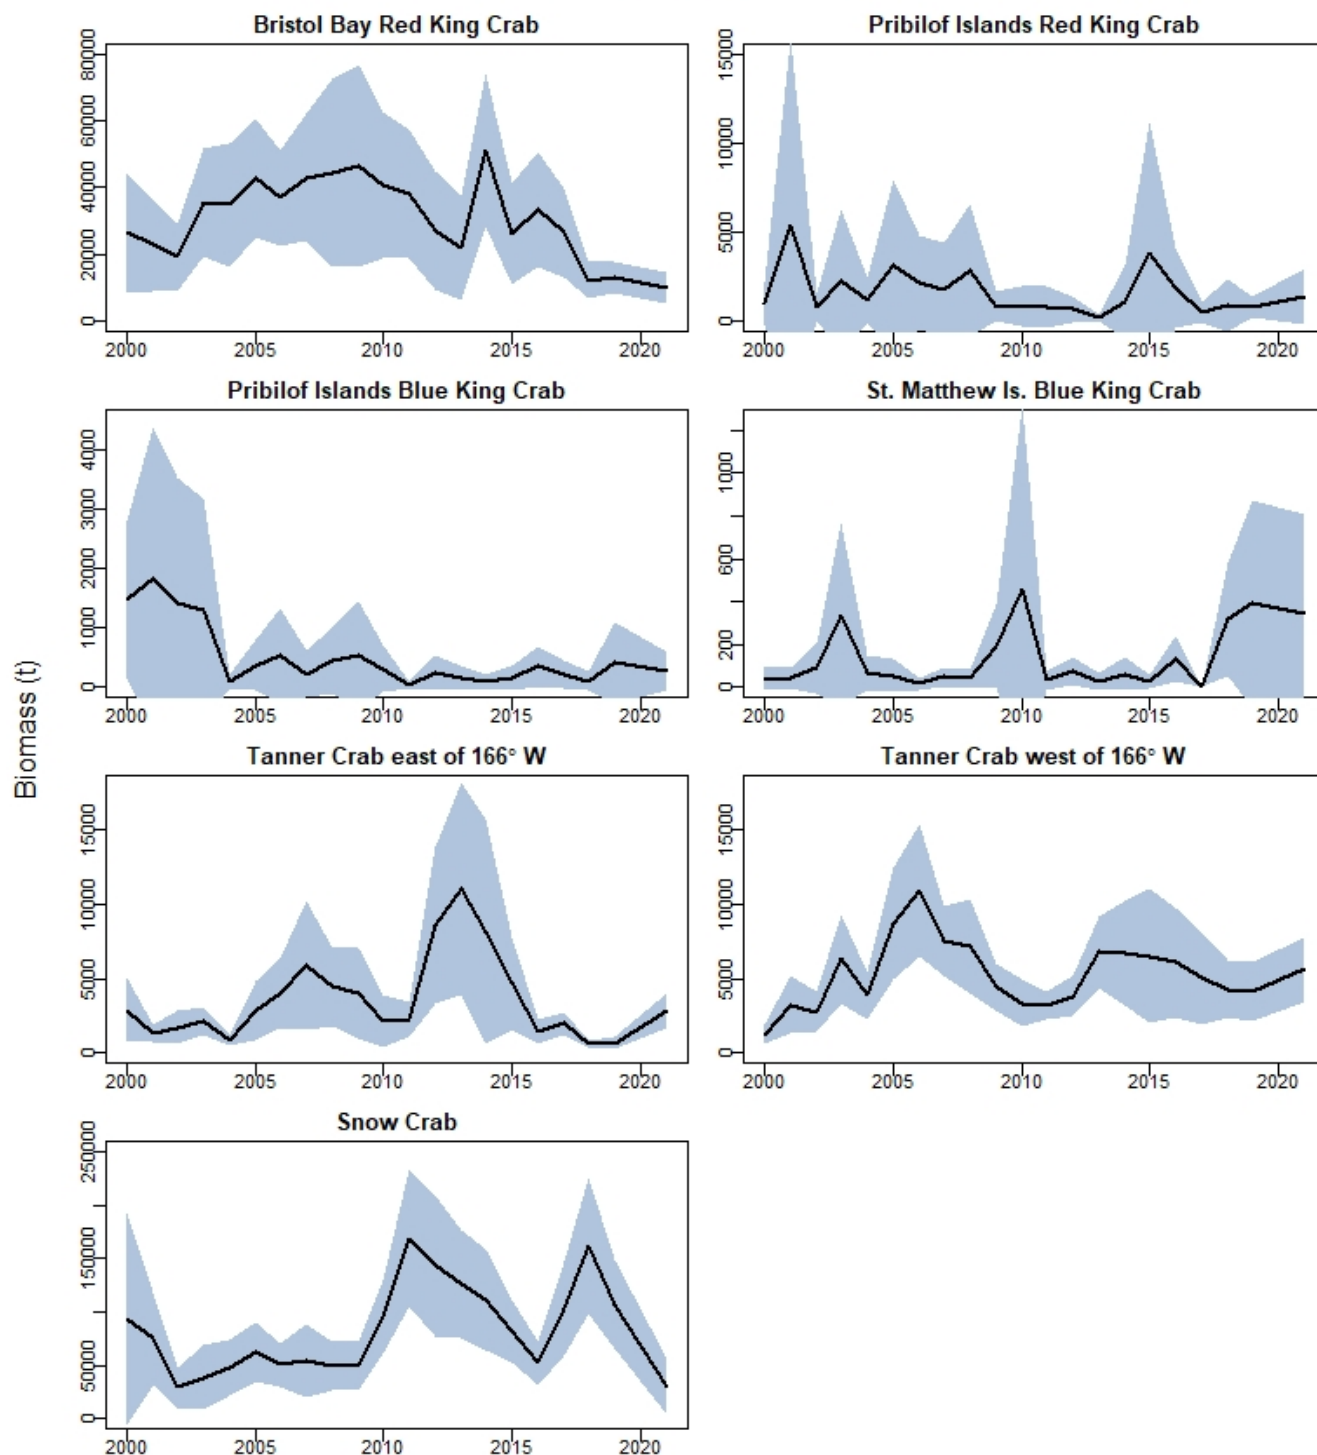 Bristol Bay Red King Crab
80000
60000
40000
20000
0
2000 2005 2010 2015 2020
Pribilof Islands Red King Crab
15000
10000
5000
0
2000 2005 2010 2015 2020
Pribilof Islands Blue King Crab
4000
3000
2000
1000
0
2000 2005 2010 2015 2020
St. Matthew Is. Blue King Crab
1000
600
200
0
2000 2005 2010 2015 2020
Biomass (t)
Tanner Crab east of 166° W
15000
10000
5000
0
2000 2005 2010 2015 2020
Tanner Crab west of 166° W
15000
10000
5000
0
2000 2005 2010 2015 2020
Snow Crab
250000
150000
50000
0
2000 2005 2010 2015 2020